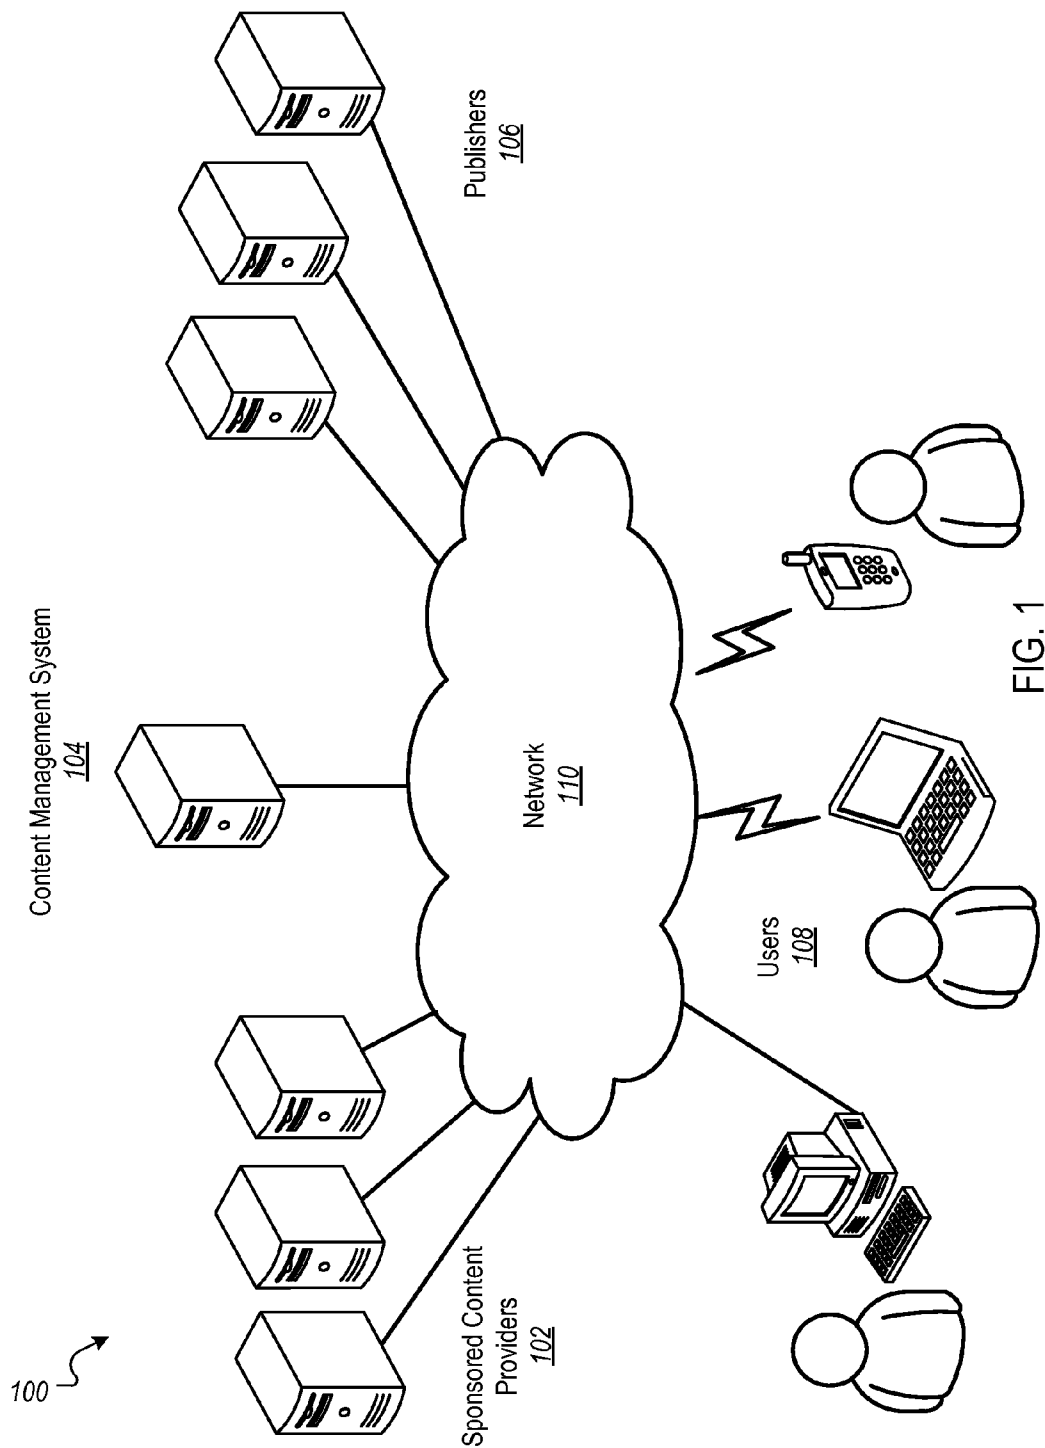 100
Content Management System
104
Sponsored Content
Providers
102
Publishers
106
Network
110
Users
108
FIG. 1